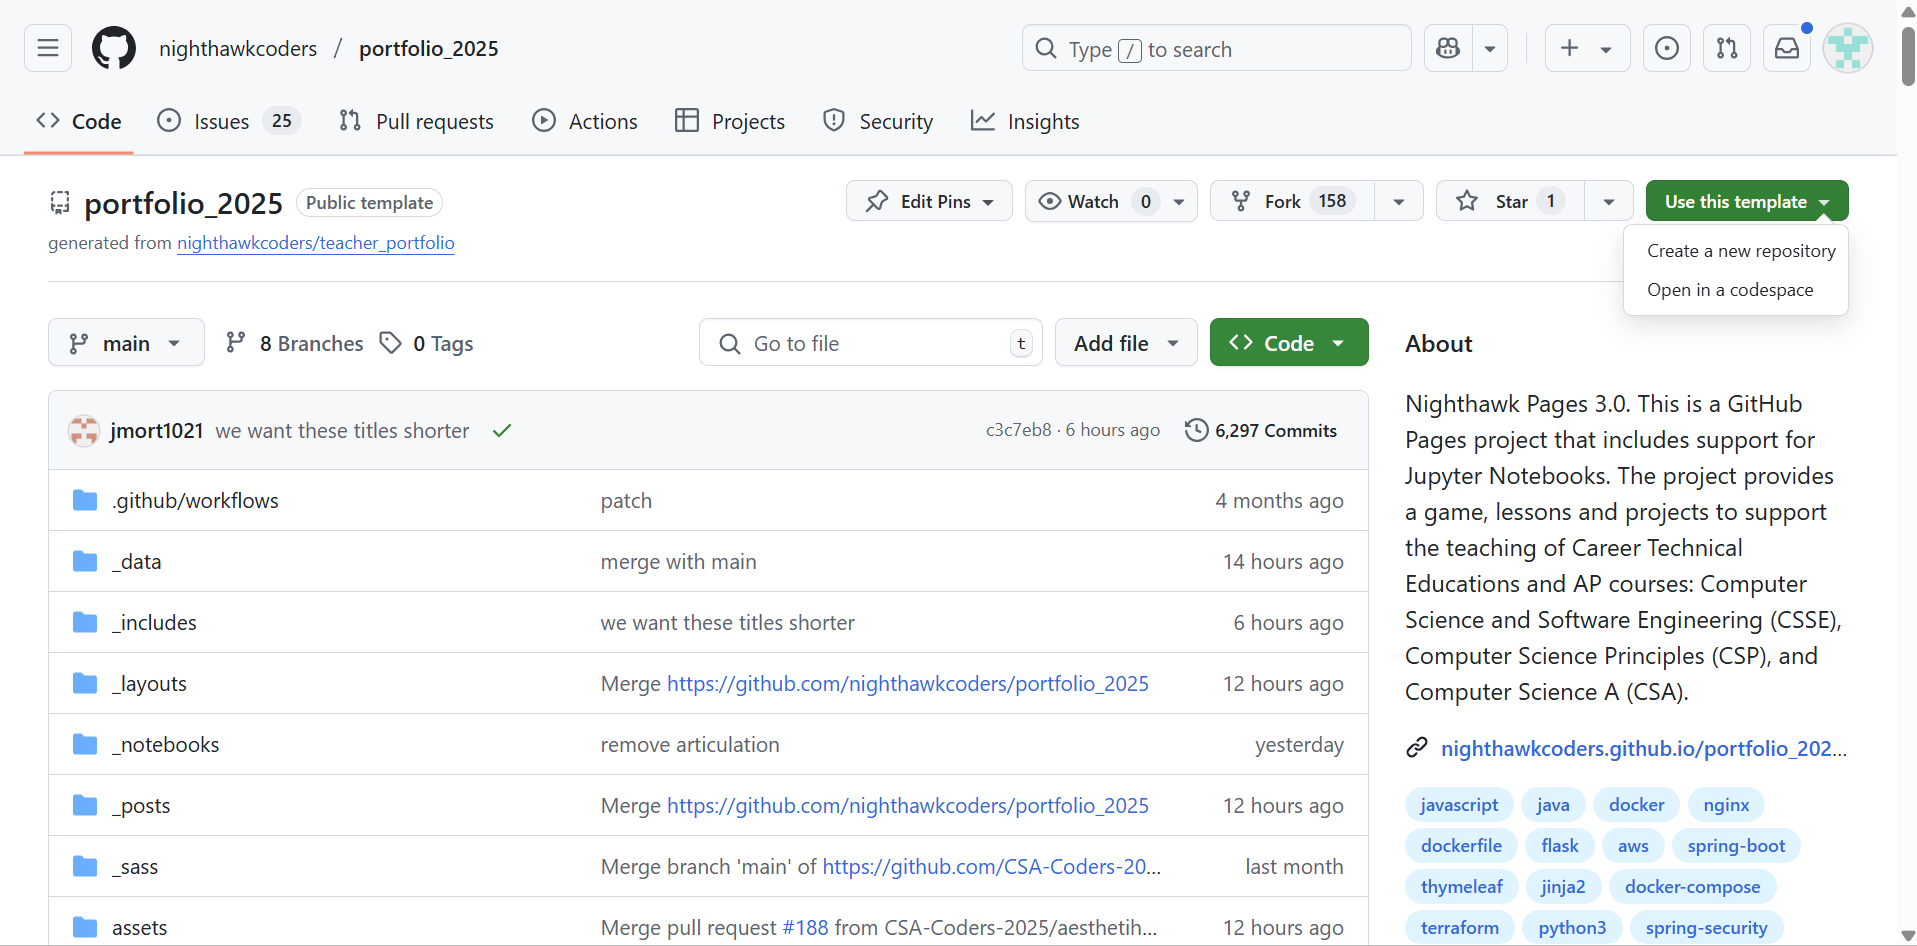 nighthawkcoders / portfolio_2025
Type / to search
Code
Issues 25
Pull requests
Actions
Projects
Security
Insights
portfolio_2025 Public template
Edit Pins
Watch 0
Fork 158
Star 1
Use this template
generated from nighthawkcoders/teacher_portfolio
Create a new repository
Open in a codespace
main
8 Branches
0 Tags
Go to file t
Add file
Code
jmort1021 we want these titles shorter c3c7eb8 · 6 hours ago 6,297 Commits
.github/workflows patch 4 months ago
_data merge with main 14 hours ago
_includes we want these titles shorter 6 hours ago
_layouts Merge https://github.com/nighthawkcoders/portfolio_2025 12 hours ago
_notebooks remove articulation yesterday
_posts Merge https://github.com/nighthawkcoders/portfolio_2025 12 hours ago
_sass Merge branch 'main' of https://github.com/CSA-Coders-20... last month
assets Merge pull request #188 from CSA-Coders-2025/aesthetih... 12 hours ago
About
Nighthawk Pages 3.0. This is a GitHub
Pages project that includes support for
Jupyter Notebooks. The project provides
a game, lessons and projects to support
the teaching of Career Technical
Educations and AP courses: Computer
Science and Software Engineering (CSSE),
Computer Science Principles (CSP), and
Computer Science A (CSA).
nighthawkcoders.github.io/portfolio_202...
javascript java docker nginx
dockerfile flask aws spring-boot
thymeleaf jinja2 docker-compose
terraform python3 spring-security